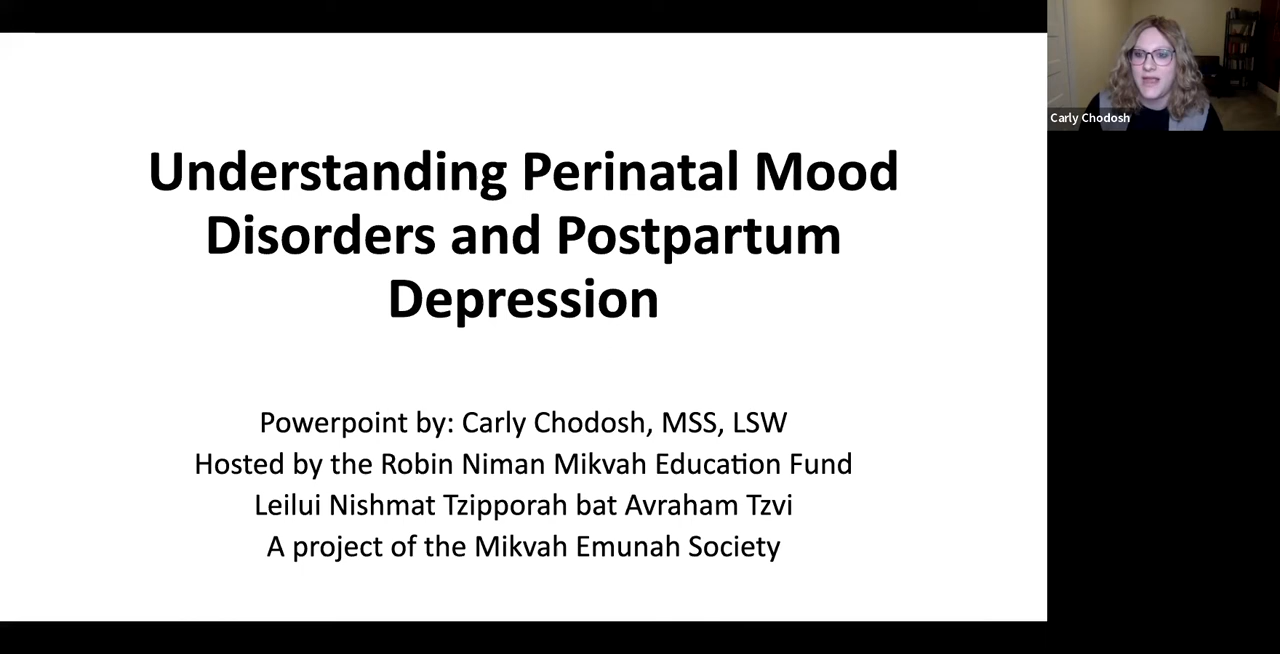 Understanding Perinatal Mood
Disorders and Postpartum
Depression
Powerpoint by: Carly Chodosh, MSS, LSW
Hosted by the Robin Niman Mikvah Education Fund
Leilui Nishmat Tzipporah bat Avraham Tzvi
A project of the Mikvah Emunah Society
Carly Chodosh